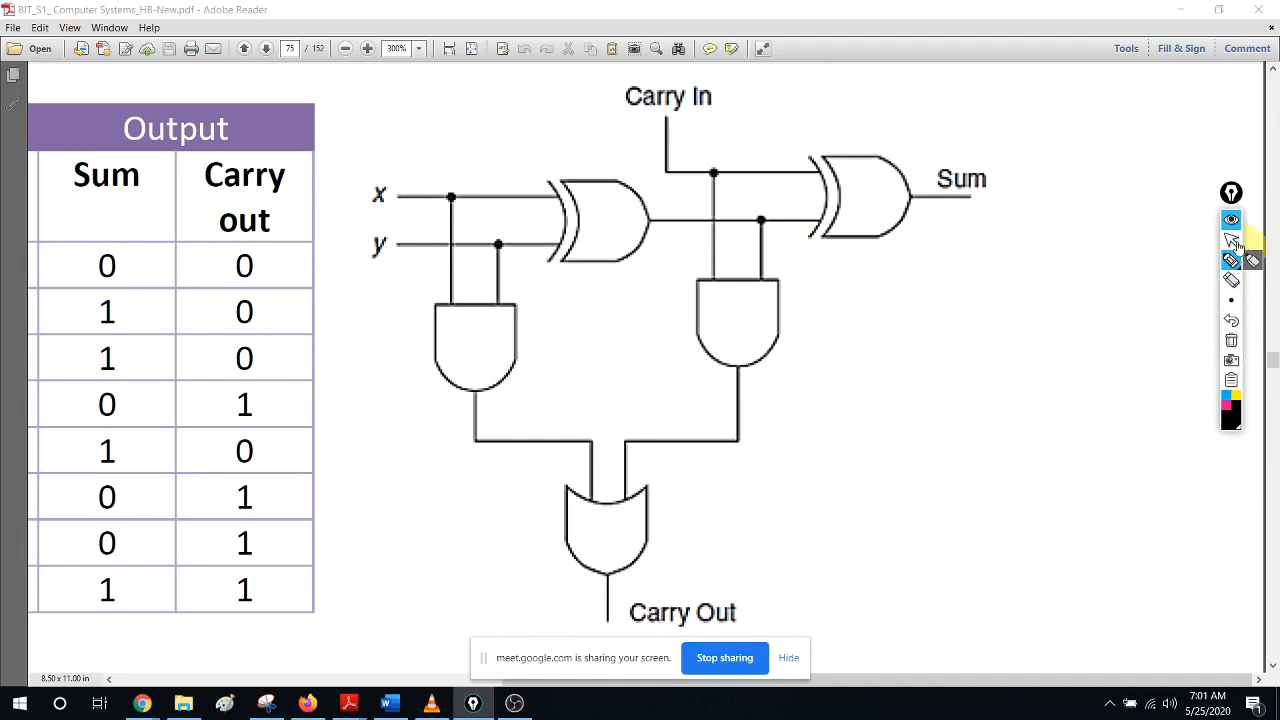 BIT_S1_ Computer Systems_HB-New.pdf - Adobe Reader
File Edit View Window Help
Open 75 / 152 300% Tools Fill & Sign Comment
Output
Sum Carry out
0 0
1 0
1 0
0 1
1 0
0 1
0 1
1 1
Carry In
x
y
Sum
Carry Out
meet.google.com is sharing your screen. Stop sharing Hide
8.50 x 11.00 in
7:01 AM
5/25/2020
1